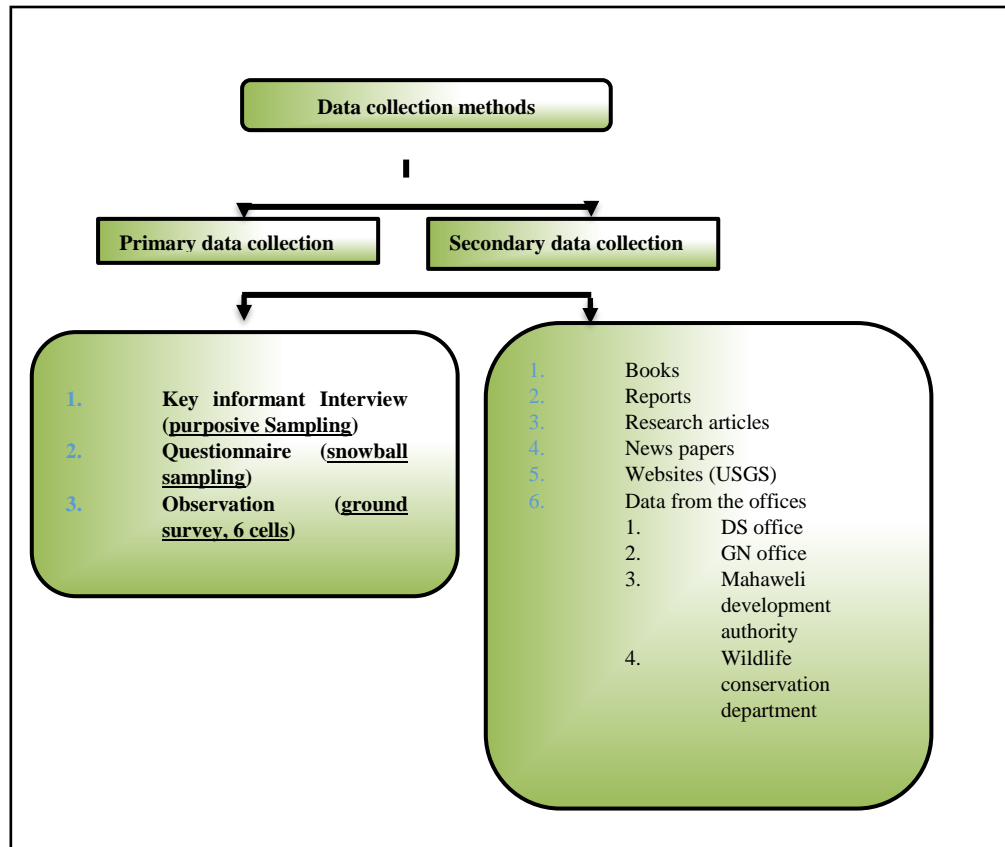 Data collection methods
Primary data collection
Secondary data collection
1. Key informant Interview
(purposive Sampling)
2. Questionnaire (snowball
sampling)
3. Observation (ground
survey, 6 cells)
1. Books
2. Reports
3. Research articles
4. News papers
5. Websites (USGS)
6. Data from the offices
1. DS office
2. GN office
3. Mahaweli
development
authority
4. Wildlife
conservation
department